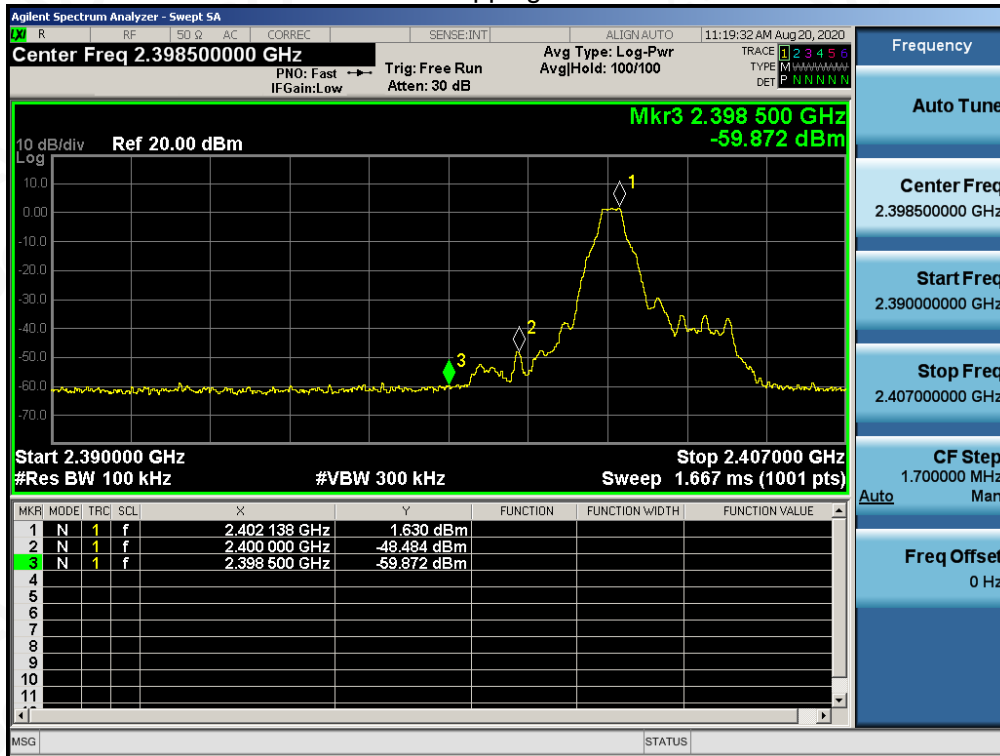 Agilent Spectrum Analyzer - Swept SA
LXI R RF 50 Ω AC CORREC SENSE:INT ALIGN AUTO 11:19:32 AM Aug 20, 2020
Center Freq 2.398500000 GHz
PNO: Fast
IFGain:Low
Trig: Free Run
Atten: 30 dB
Avg Type: Log-Pwr
Avg|Hold: 100/100
TRACE 1 2 3 4 5 6
TYPE M
DET P N N N N N
Mkr3 2.398 500 GHz
-59.872 dBm
10 dB/div Ref 20.00 dBm
Log
10.0
0.00
-10.0
-20.0
-30.0
-40.0
-50.0
-60.0
-70.0
1
2
3
Start 2.390000 GHz Stop 2.407000 GHz
#Res BW 100 kHz #VBW 300 kHz Sweep 1.667 ms (1001 pts)
MKR MODE TRC SCL X Y FUNCTION FUNCTION WIDTH FUNCTION VALUE
1 N 1 f 2.402 138 GHz 1.630 dBm
2 N 1 f 2.400 000 GHz -48.484 dBm
3 N 1 f 2.398 500 GHz -59.872 dBm
4
5
6
7
8
9
10
11
MSG STATUS
Frequency
Auto Tune
Center Freq
2.398500000 GHz
Start Freq
2.390000000 GHz
Stop Freq
2.407000000 GHz
CF Step
1.700000 MHz
Auto Man
Freq Offset
0 Hz